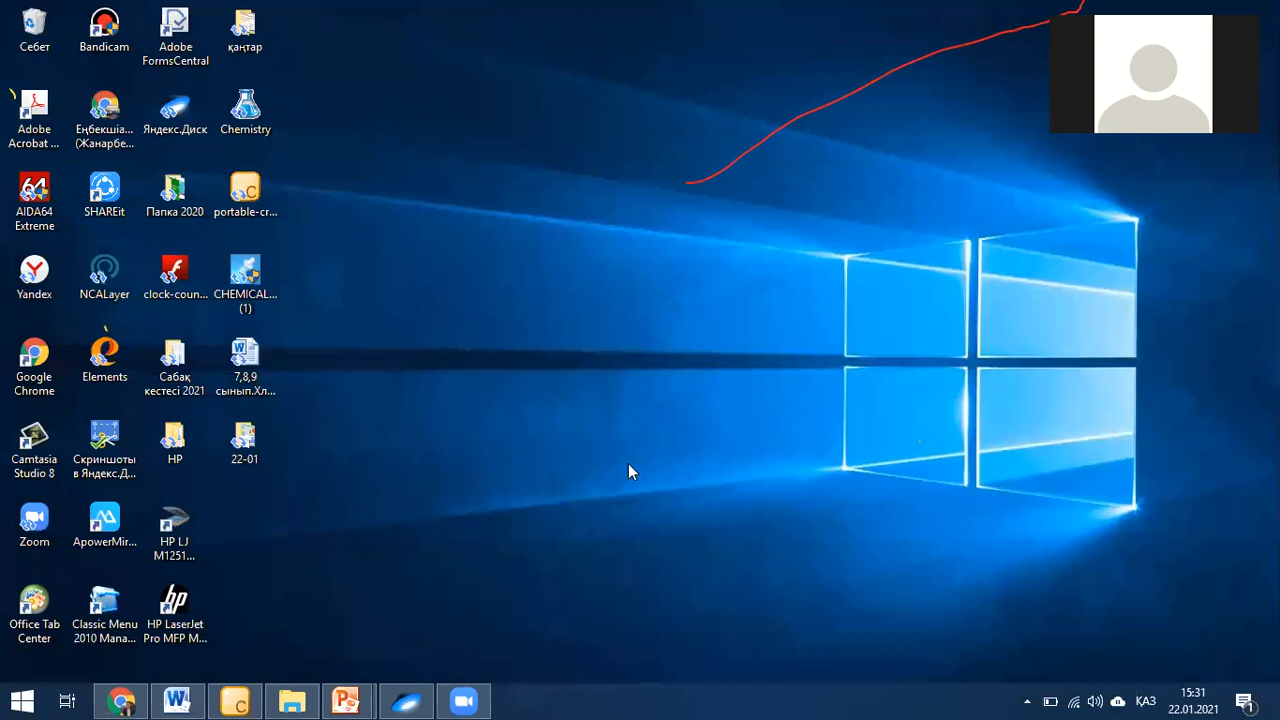 Себет
Bandicam
Adobe
FormsCentral
қаңтар
Adobe
Acrobat ...
Еңбекшіа...
(Жанарбе...
Яндекс.Диск
Chemistry
AIDA64
Extreme
SHAREit
Папка 2020
portable-cr...
Yandex
NCALayer
clock-coun...
CHEMICAL...
(1)
Google
Chrome
Elements
Сабақ
кестесі 2021
7,8,9
сынып.Хл...
Camtasia
Studio 8
Скриншоты
в Яндекс.Д...
HP
22-01
Zoom
ApowerMir...
HP LJ
M1251...
Office Tab
Center
Classic Menu
2010 Mana...
HP LaserJet
Pro MFP M...
ҚАЗ
15:31
22.01.2021